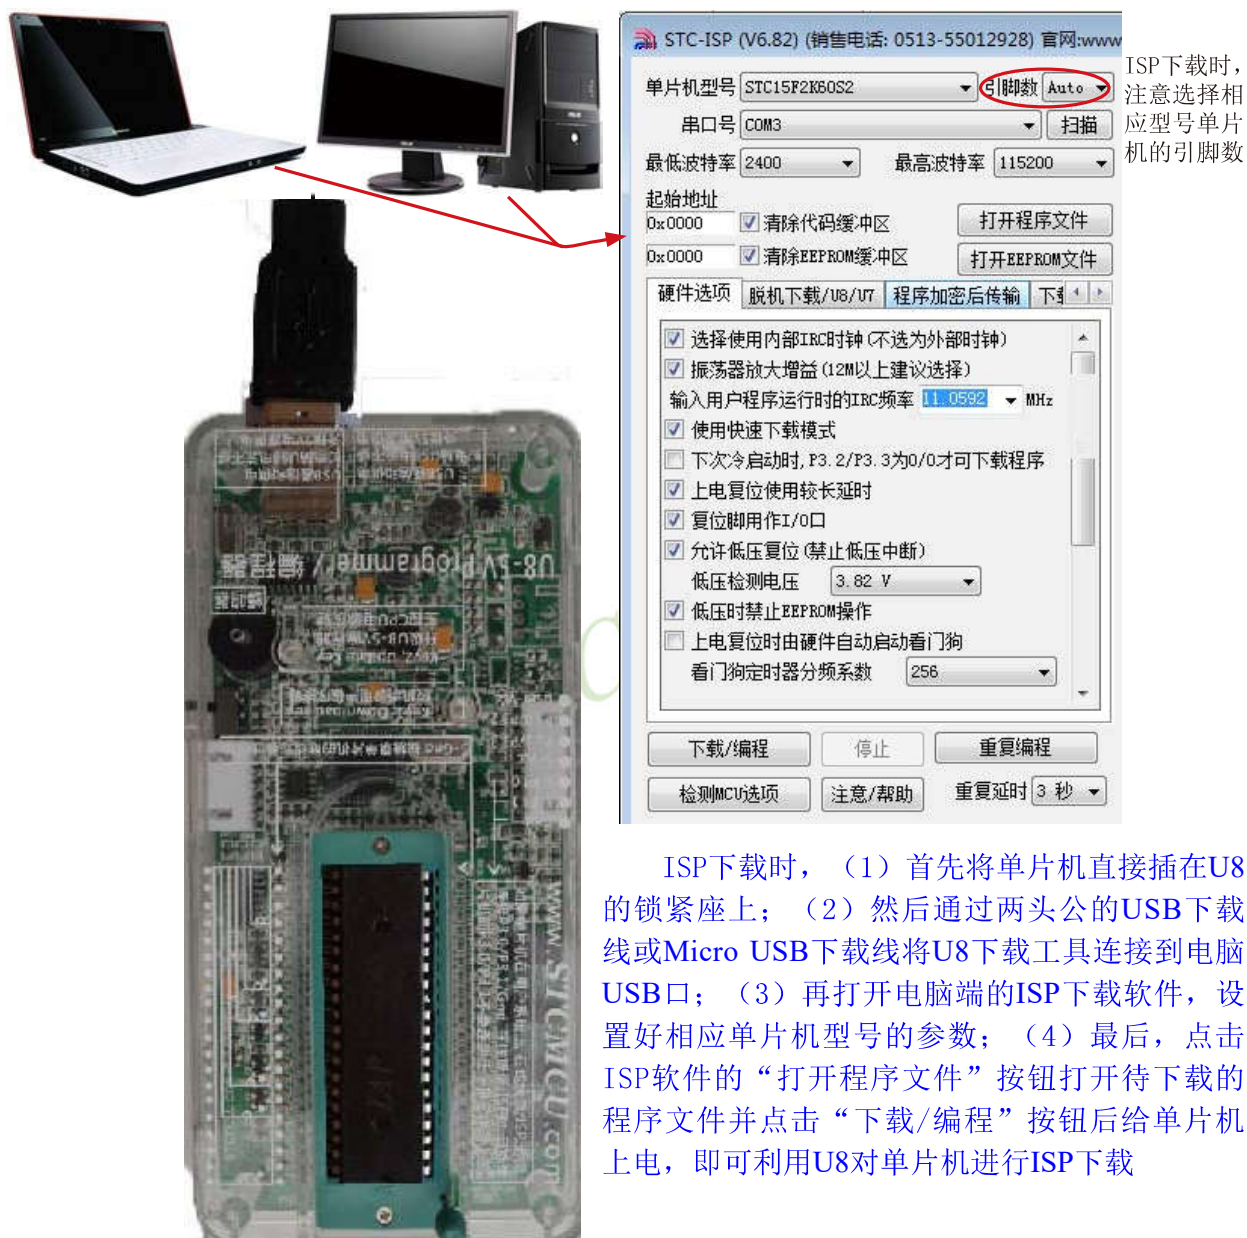 STC-ISP (V6.82) (销售电话: 0513-55012928) 官网:www
单片机型号 STC15F2K60S2 引脚数 Auto
串口号 COM3 扫描
最低波特率 2400 最高波特率 115200
起始地址
0x0000 清除代码缓冲区 打开程序文件
0x0000 清除EEPROM缓冲区 打开EEPROM文件
硬件选项 脱机下载/U8/U7 程序加密后传输
选择使用内部IRC时钟(不选为外部时钟)
振荡器放大增益(12M以上建议选择)
输入用户程序运行时的IRC频率 11.0592 MHz
使用快速下载模式
下次冷启动时,P3.2/P3.3为0/0才可下载程序
上电复位使用较长延时
复位脚用作I/O口
允许低压复位(禁止低压中断)
低压检测电压 3.82 V
低压时禁止EEPROM操作
上电复位时由硬件自动启动看门狗
看门狗定时器分频系数 256
下载/编程 停止 重复编程
检测MCU选项 注意/帮助 重复延时 3 秒
ISP下载时，
注意选择相
应型号单片
机的引脚数
U8-5V Programmer / 编程器
www.STCMCU.com
ISP下载时，（1）首先将单片机直接插在U8
的锁紧座上；（2）然后通过两头公的USB下载
线或Micro USB下载线将U8下载工具连接到电脑
USB口；（3）再打开电脑端的ISP下载软件，设
置好相应单片机型号的参数；（4）最后，点击
ISP软件的“打开程序文件”按钮打开待下载的
程序文件并点击“下载/编程”按钮后给单片机
上电，即可利用U8对单片机进行ISP下载